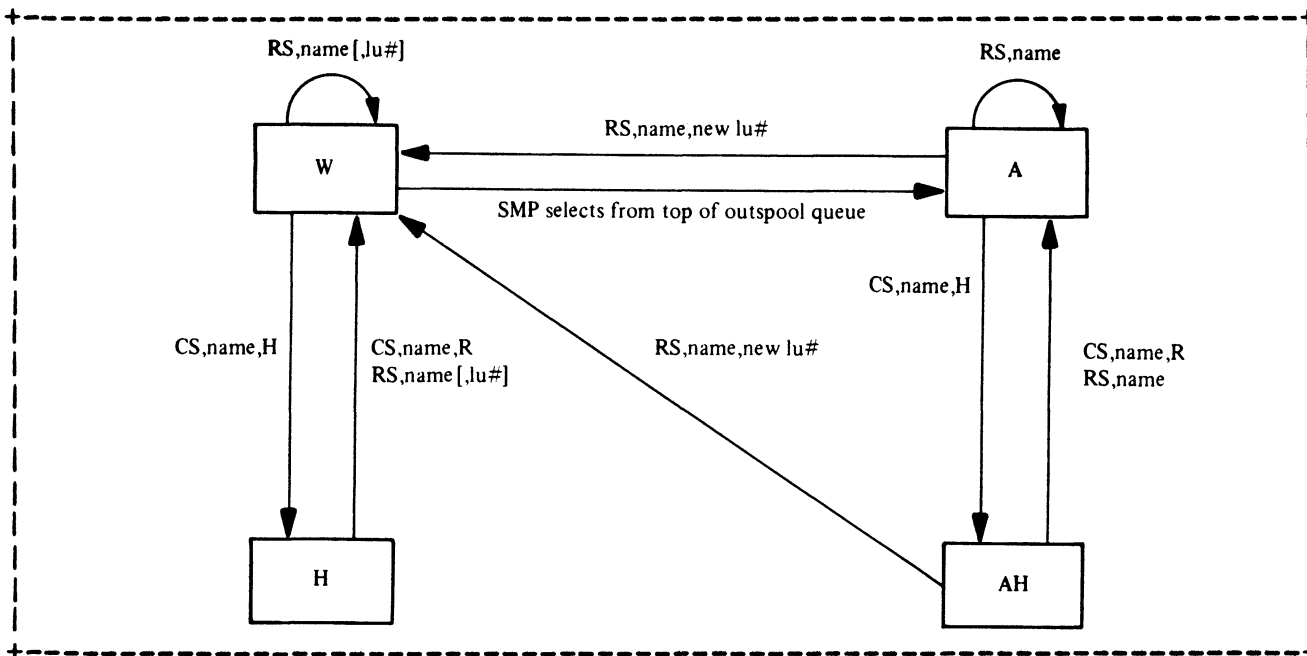 RS,name[,lu#]
RS,name
RS,name,new lu#
W
A
SMP selects from top of outspool queue
CS,name,H
CS,name,H
CS,name,R
RS,name[,lu#]
RS,name,new lu#
CS,name,R
RS,name
H
AH